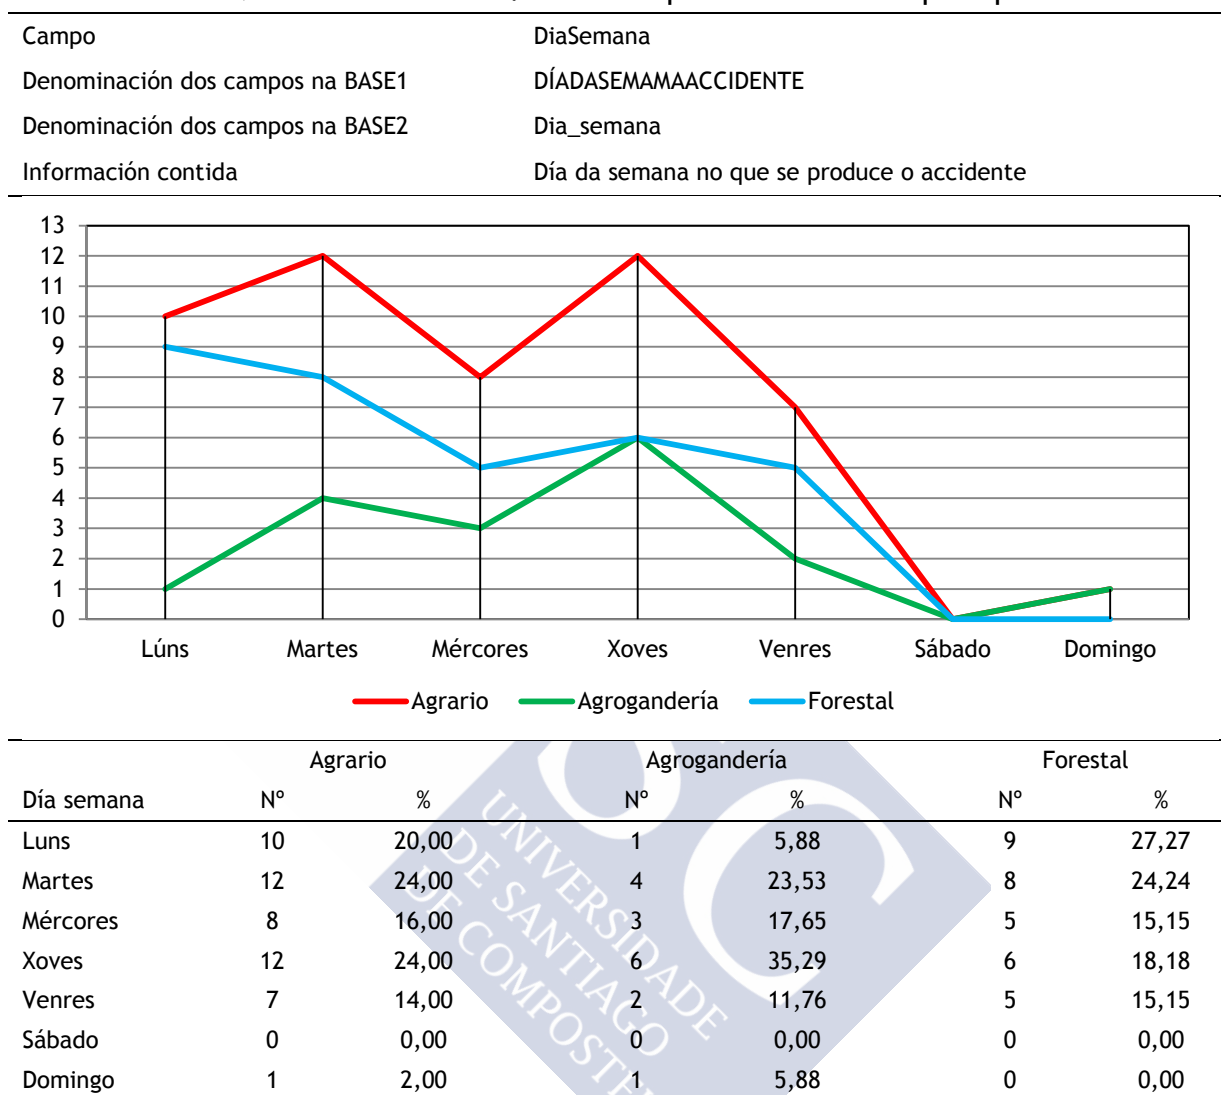 Campo DiaSemana
Denominación dos campos na BASE1 DÍADASEMAMAACCIDENTE
Denominación dos campos na BASE2 Dia_semana
Información contida Día da semana no que se produce o accidente
13
12
11
10
9
8
7
6
5
4
3
2
1
0
Lúns Martes Mércores Xoves Venres Sábado Domingo
Agrario Agrogandería Forestal
Agrario Agrogandería Forestal
Día semana Nº % Nº % Nº %
Luns 10 20,00 1 5,88 9 27,27
Martes 12 24,00 4 23,53 8 24,24
Mércores 8 16,00 3 17,65 5 15,15
Xoves 12 24,00 6 35,29 6 18,18
Venres 7 14,00 2 11,76 5 15,15
Sábado 0 0,00 0 0,00 0 0,00
Domingo 1 2,00 1 5,88 0 0,00
UNIVERSIDADE
DE SANTIAGO